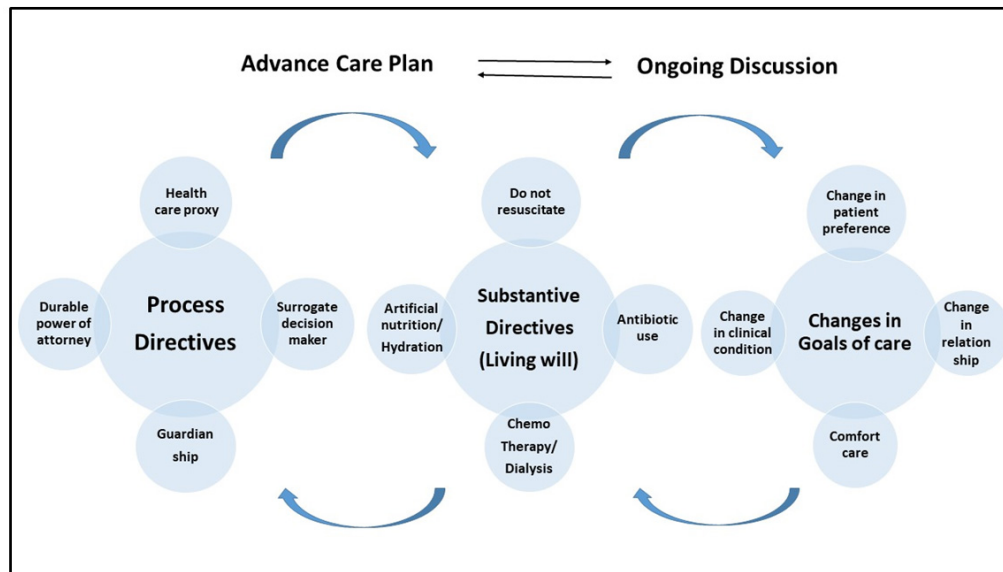 Advance Care Plan
Ongoing Discussion
Health
care proxy
Durable
power of
attorney
Process
Directives
Surrogate
decision
maker
Guardian
ship
Do not
resuscitate
Artificial
nutrition/
Hydration
Substantive
Directives
(Living will)
Antibiotic
use
Chemo
Therapy/
Dialysis
Change in
patient
preference
Change in clinical
condition
Changes in
Goals of care
Change
in
relation
ship
Comfort
care